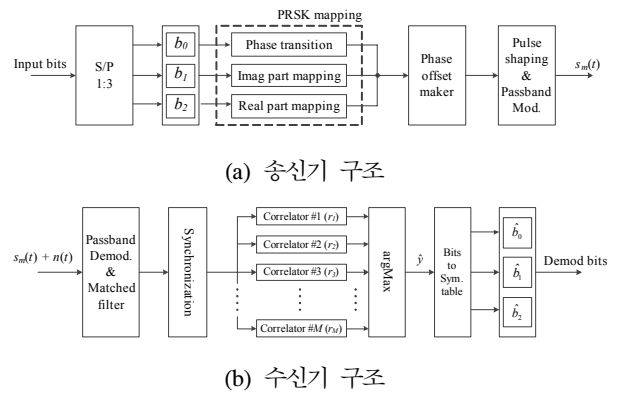 PRSK mapping
Input bits
S/P
1:3
b0
b1
b2
Phase transition
Imag part mapping
Real part mapping
Phase
offset
maker
Pulse
shaping
&
Passband
Mod.
sm(t)
(a) 송신기 구조
sm(t) + n(t)
Passband
Demod.
&
Matched
filter
Synchronization
Correlator #1 (r1)
Correlator #2 (r2)
Correlator #3 (r3)
Correlator #M (rM)
argMax
ŷ
Bits
to
Sym.
table
b̂0
b̂1
b̂2
Demod bits
(b) 수신기 구조